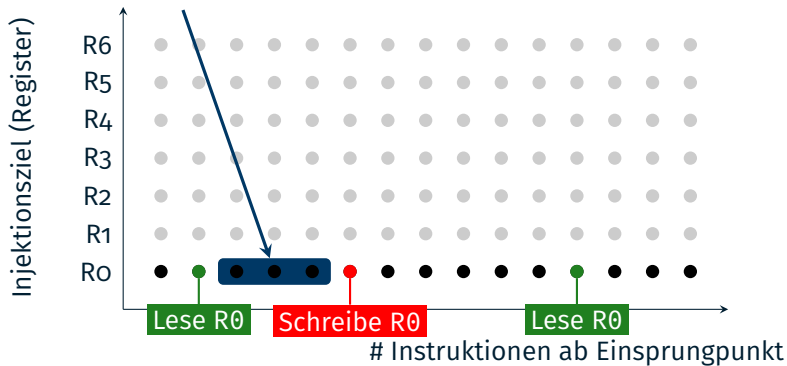 Injektionsziel (Register)
R6
R5
R4
R3
R2
R1
R0
Lese R0
Schreibe R0
Lese R0
# Instruktionen ab Einsprungpunkt